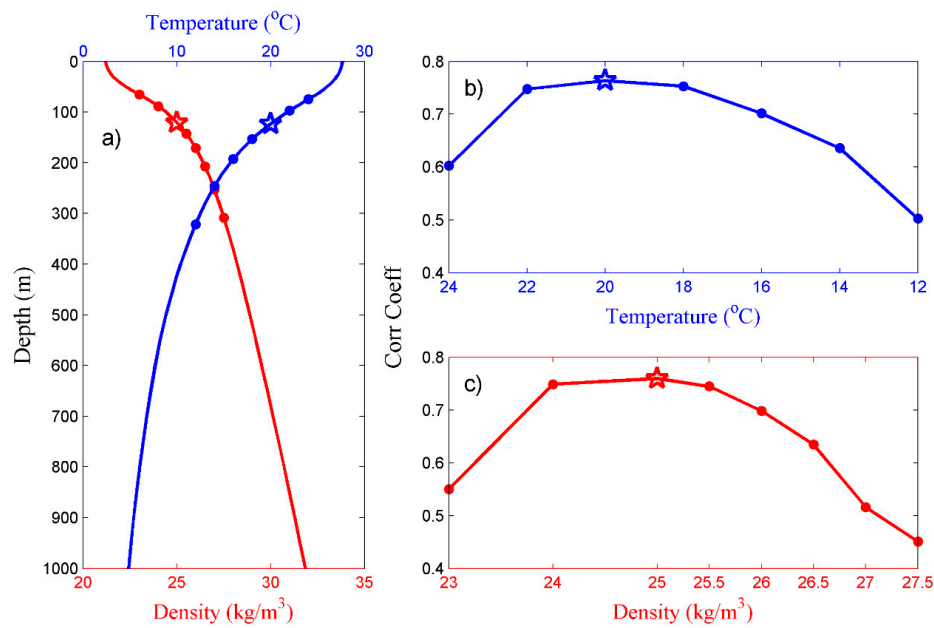 Temperature (°C)
0 10 20 30
0
100
200
300
400
500
600
700
800
900
1000
Depth (m)
a)
20 25 30 35
Density (kg/m³)
Corr Coeff
0.8
0.7
0.6
0.5
0.4
b)
24 22 20 18 16 14 12
Temperature (°C)
0.8
0.7
0.6
0.5
0.4
c)
23 24 25 25.5 26 26.5 27 27.5
Density (kg/m³)